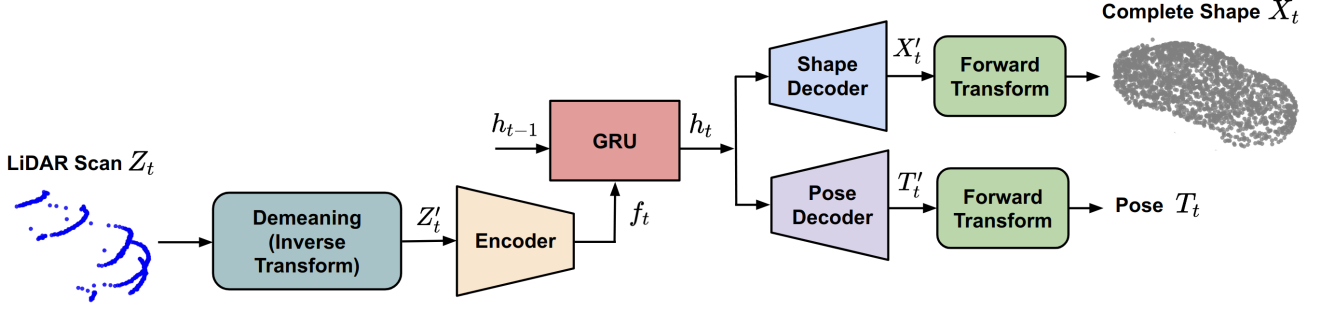 Complete Shape X_t
Shape
Decoder
X'_t
Forward
Transform
h_{t-1}
GRU
h_t
LiDAR Scan Z_t
Demeaning
(Inverse
Transform)
Z'_t
Encoder
f_t
Pose
Decoder
T'_t
Forward
Transform
Pose T_t